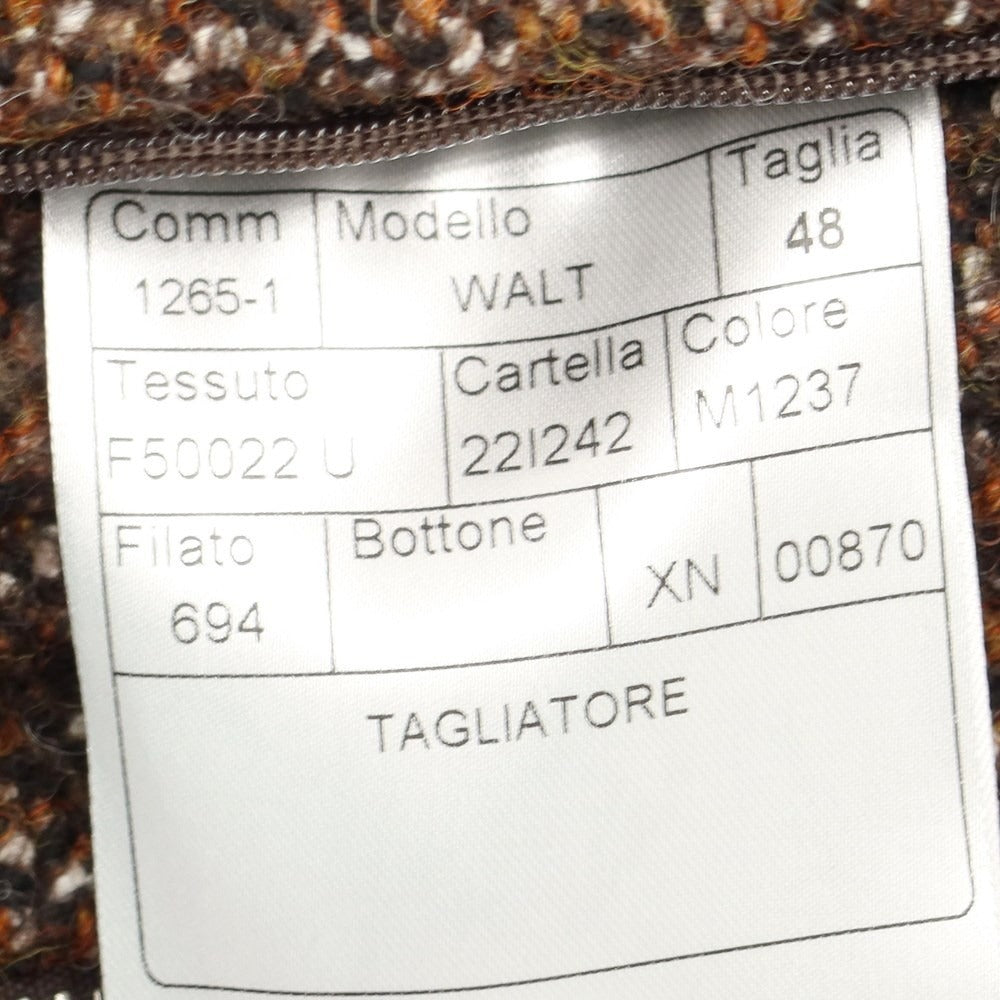 Comm Modello Taglia
1265-1 WALT 48
Tessuto Cartella Colore
F50022 U 22I242 M1237
Filato Bottone
694 XN 00870
TAGLIATORE